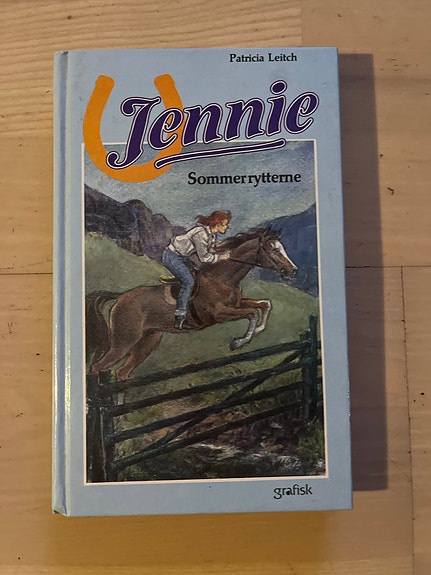 Patricia Leitch
Jennie
Sommerrytterne
grafisk